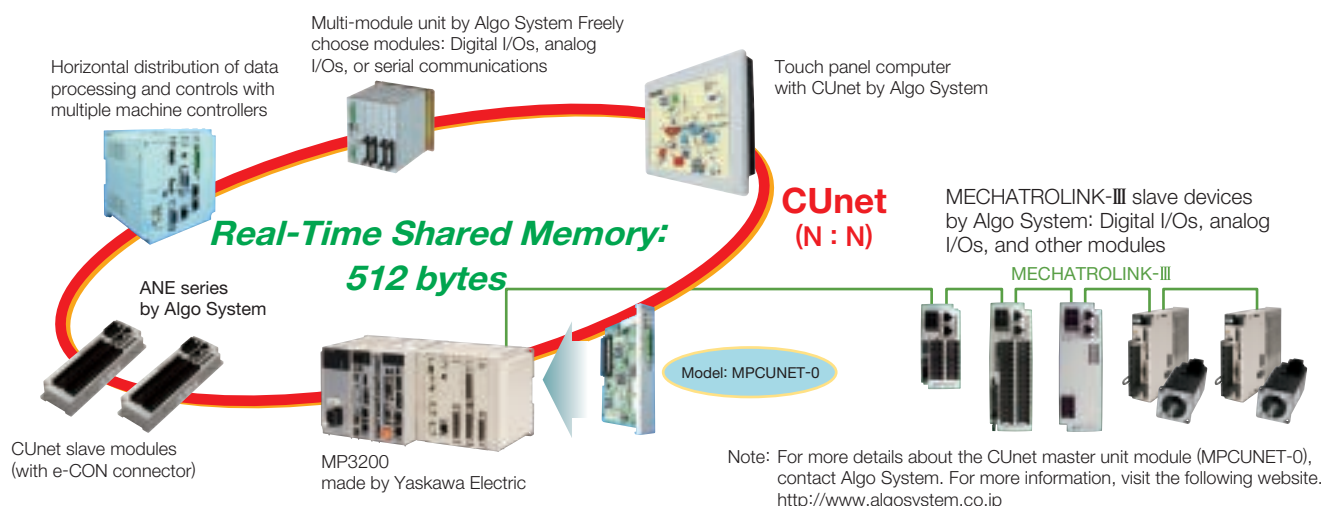 Multi-module unit by Algo System Freely
choose modules: Digital I/Os, analog
I/Os, or serial communications
Horizontal distribution of data
processing and controls with
multiple machine controllers
Touch panel computer
with CUnet by Algo System
CUnet
(N : N)
Real-Time Shared Memory:
512 bytes
MECHATROLINK-Ⅲ slave devices
by Algo System: Digital I/Os, analog
I/Os, and other modules
MECHATROLINK-Ⅲ
ANE series
by Algo System
Model: MPCUNET-0
CUnet slave modules
(with e-CON connector)
MP3200
made by Yaskawa Electric
Note: For more details about the CUnet master unit module (MPCUNET-0),
contact Algo System. For more information, visit the following website.
http://www.algosystem.co.jp